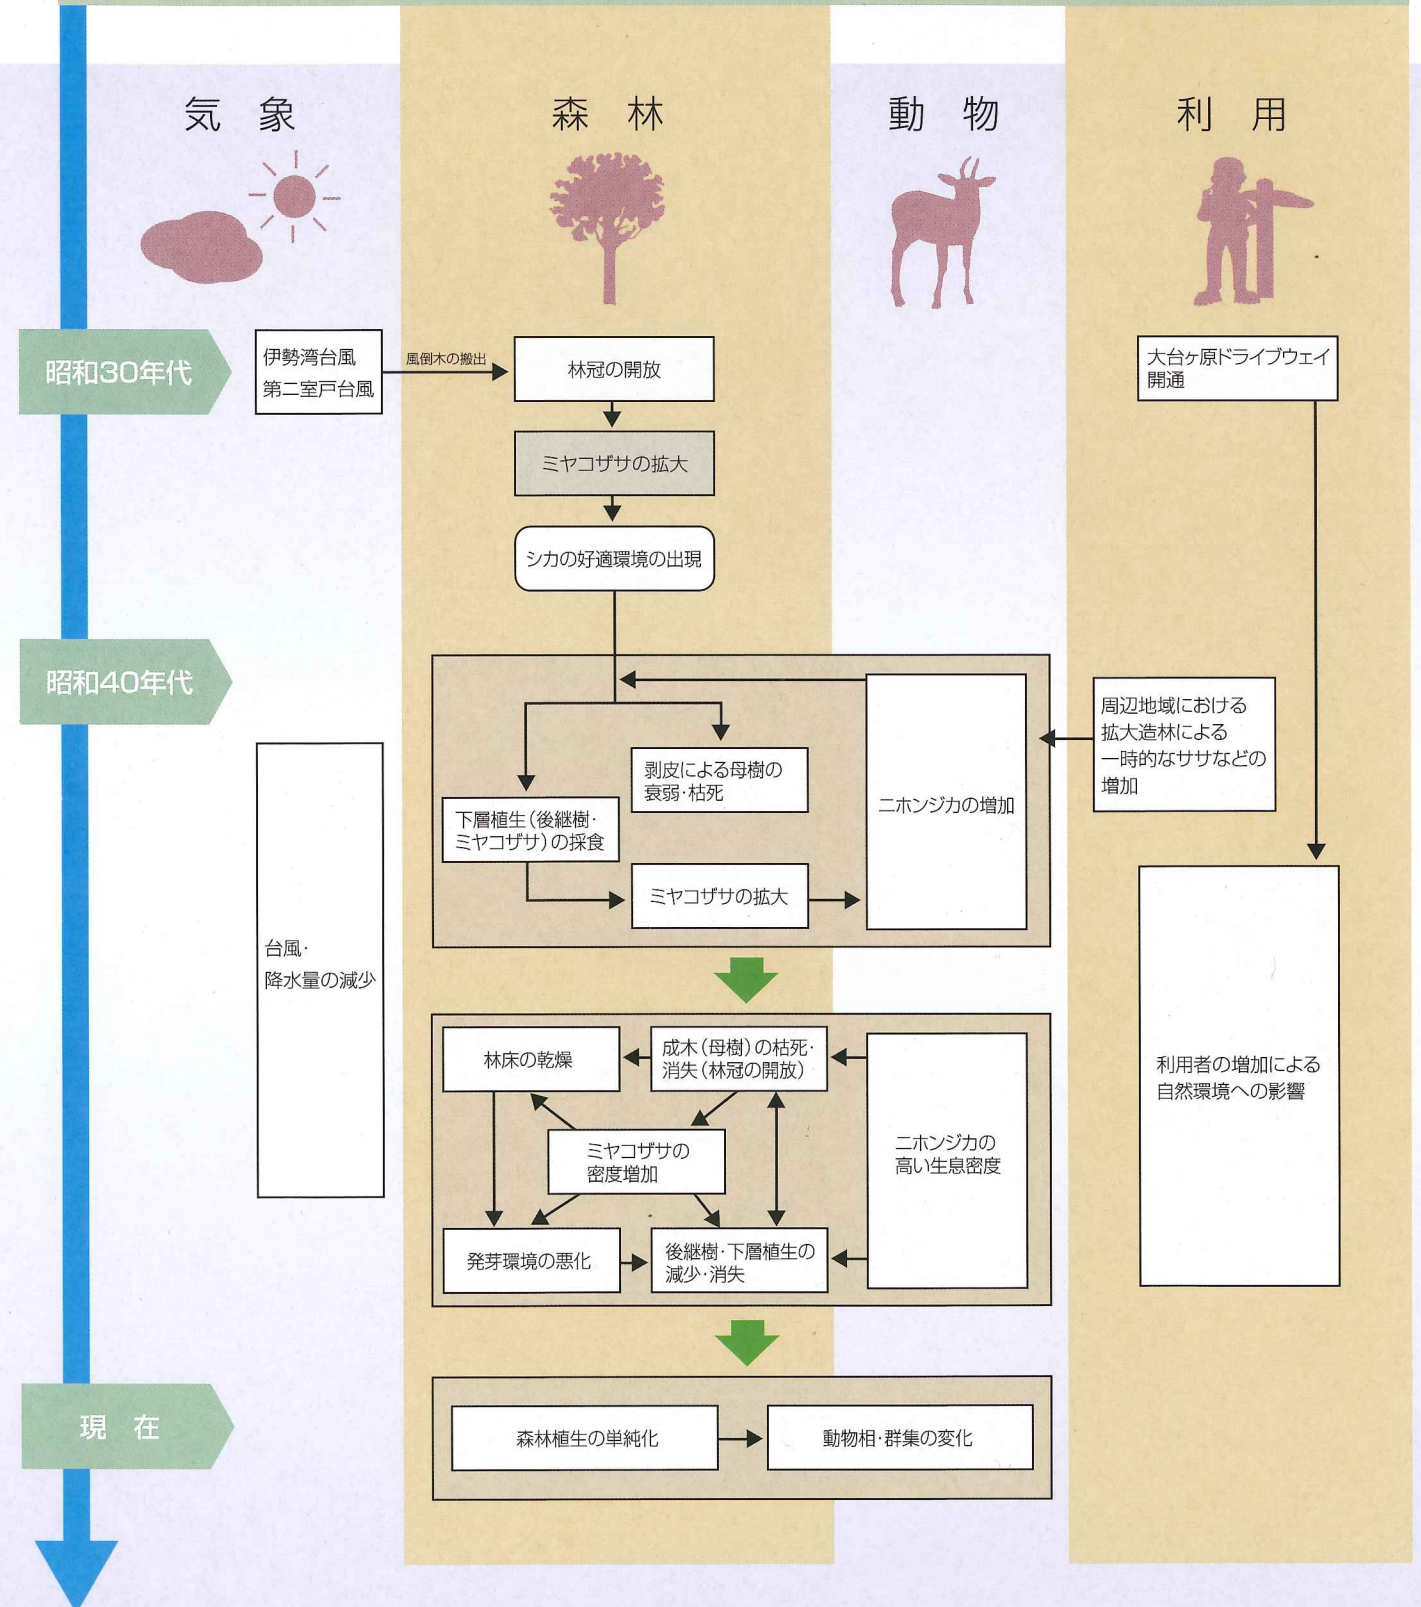 気 象
森 林
動 物
利 用
昭和30年代
伊勢湾台風
第二室戸台風
風倒木の搬出
林冠の開放
大台ヶ原ドライブウェイ
開通
ミヤコザサの拡大
シカの好適環境の出現
昭和40年代
周辺地域における
拡大造林による
一時的なササなどの
増加
剥皮による母樹の
衰弱・枯死
ニホンジカの増加
下層植生(後継樹・
ミヤコザサ)の採食
ミヤコザサの拡大
台風・
降水量の減少
林床の乾燥
成木(母樹)の枯死・
消失(林冠の開放)
利用者の増加による
自然環境への影響
ミヤコザサの
密度増加
ニホンジカの
高い生息密度
発芽環境の悪化
後継樹・下層植生の
減少・消失
現 在
森林植生の単純化
動物相・群集の変化